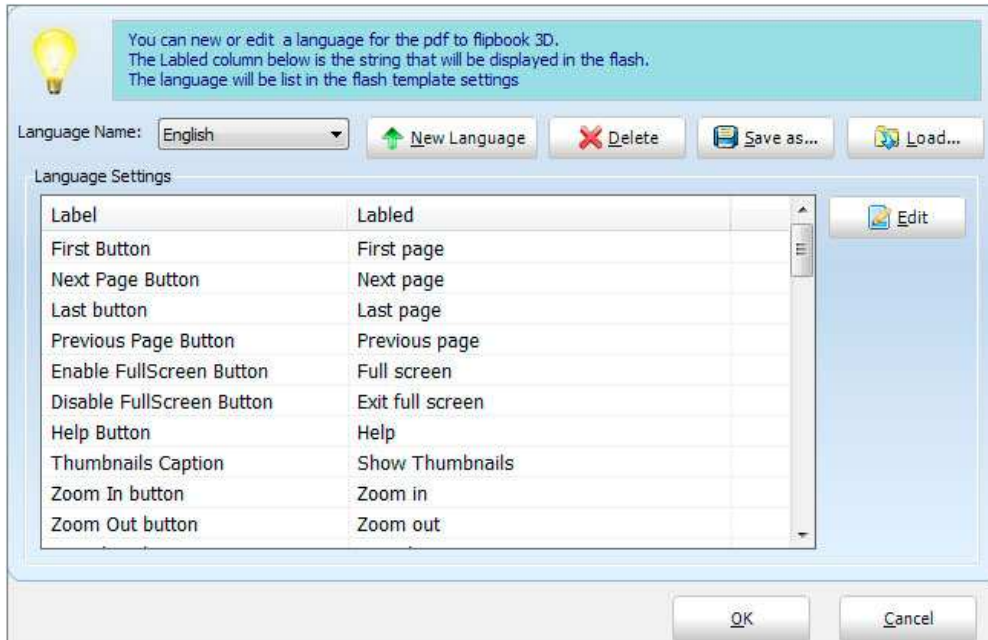 You can new or edit a language for the pdf to flipbook 3D.
The Labled column below is the string that will be displayed in the flash.
The language will be list in the flash template settings
Language Name: English New Language Delete Save as... Load...
Language Settings
Label Labled
Edit
First Button First page
Next Page Button Next page
Last button Last page
Previous Page Button Previous page
Enable FullScreen Button Full screen
Disable FullScreen Button Exit full screen
Help Button Help
Thumbnails Caption Show Thumbnails
Zoom In button Zoom in
Zoom Out button Zoom out
OK Cancel